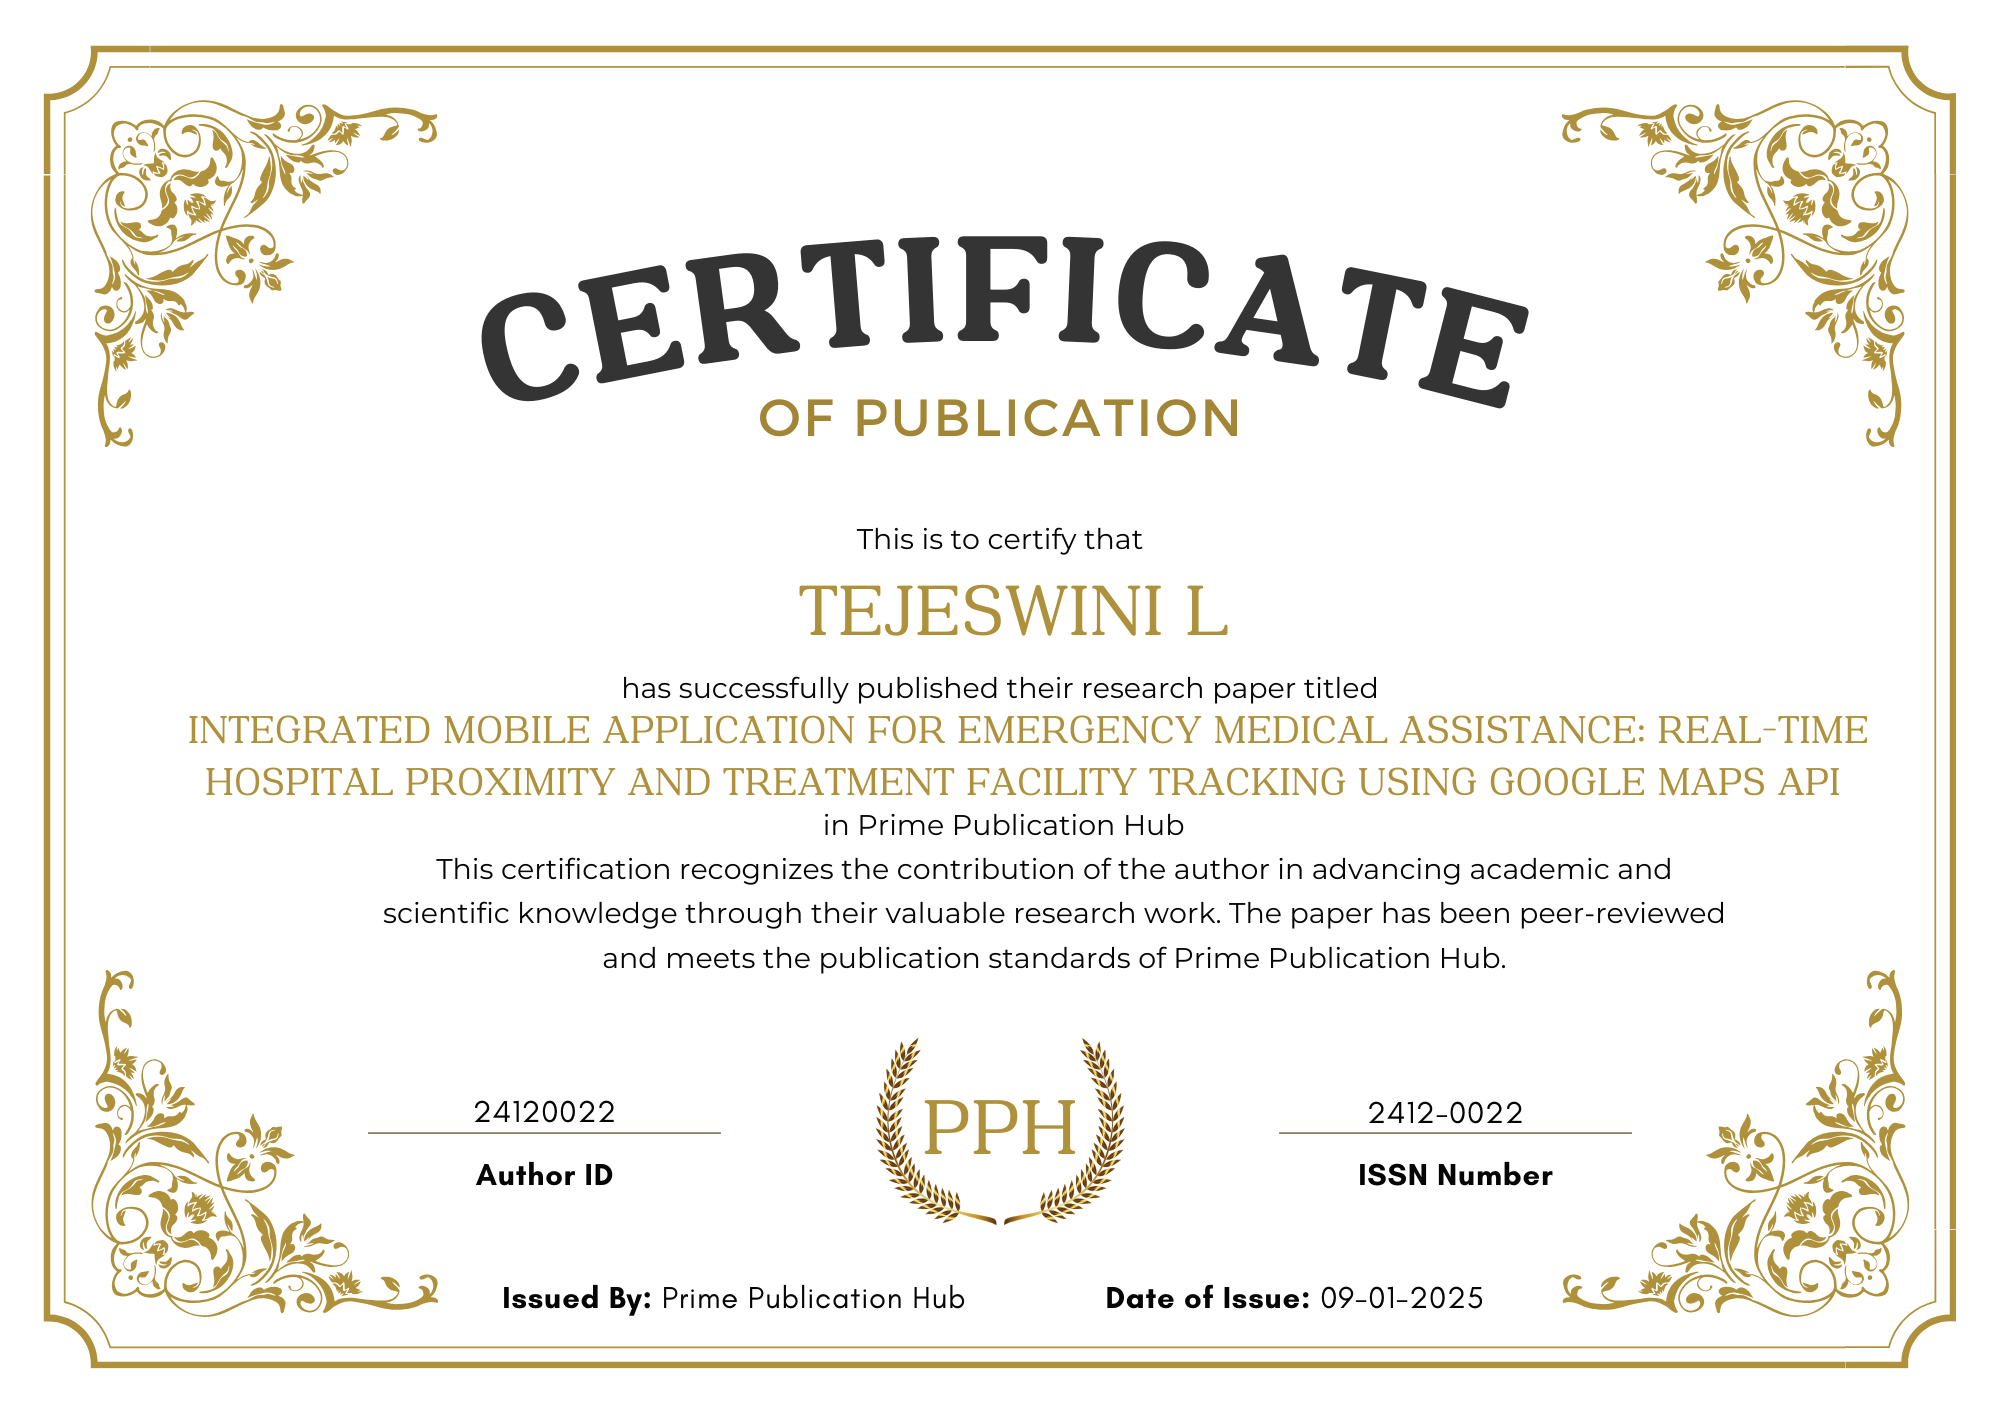 CERTIFICATE
OF PUBLICATION
This is to certify that
TEJESWINI L
has successfully published their research paper titled
INTEGRATED MOBILE APPLICATION FOR EMERGENCY MEDICAL ASSISTANCE: REAL-TIME
HOSPITAL PROXIMITY AND TREATMENT FACILITY TRACKING USING GOOGLE MAPS API
in Prime Publication Hub
This certification recognizes the contribution of the author in advancing academic and
scientific knowledge through their valuable research work. The paper has been peer-reviewed
and meets the publication standards of Prime Publication Hub.
24120022
Author ID
PPH
2412-0022
ISSN Number
Issued By: Prime Publication Hub
Date of Issue: 09-01-2025